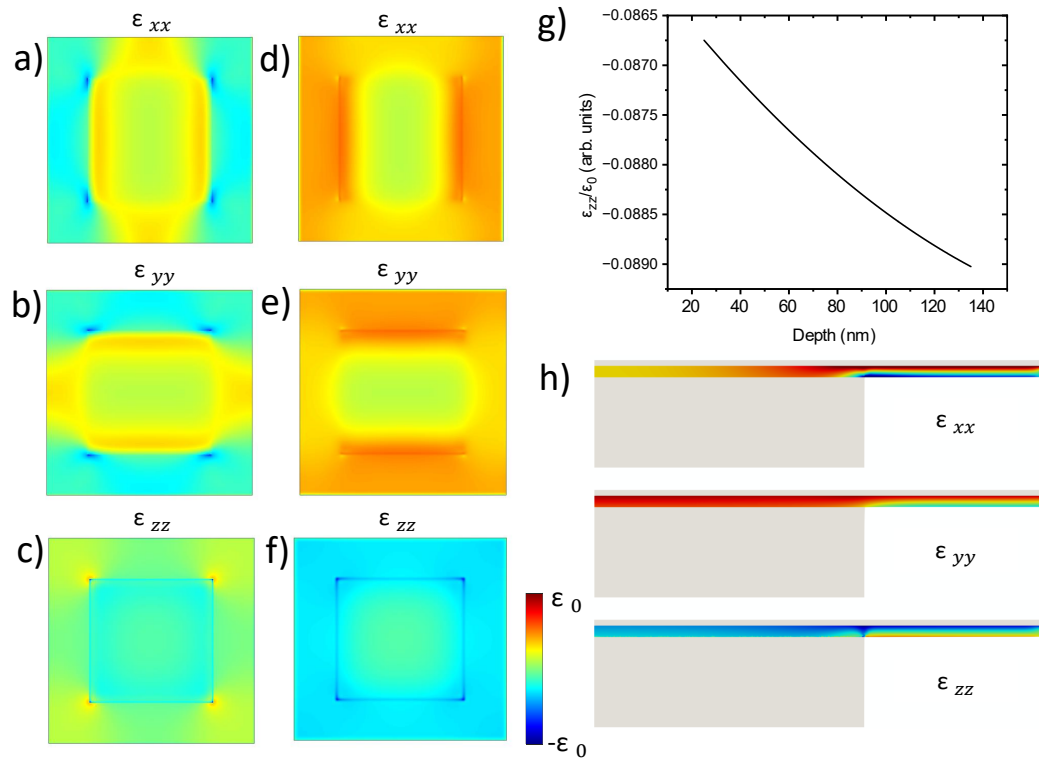 ε xx
a)
ε xx
d)
ε yy
b)
ε yy
e)
ε zz
c)
ε zz
f)
ε 0
-ε 0
g)
−0.0865
−0.0870
−0.0875
−0.0880
−0.0885
−0.0890
εzz/ε0 (arb. units)
20 40 60 80 100 120 140
Depth (nm)
h)
ε xx
ε yy
ε zz